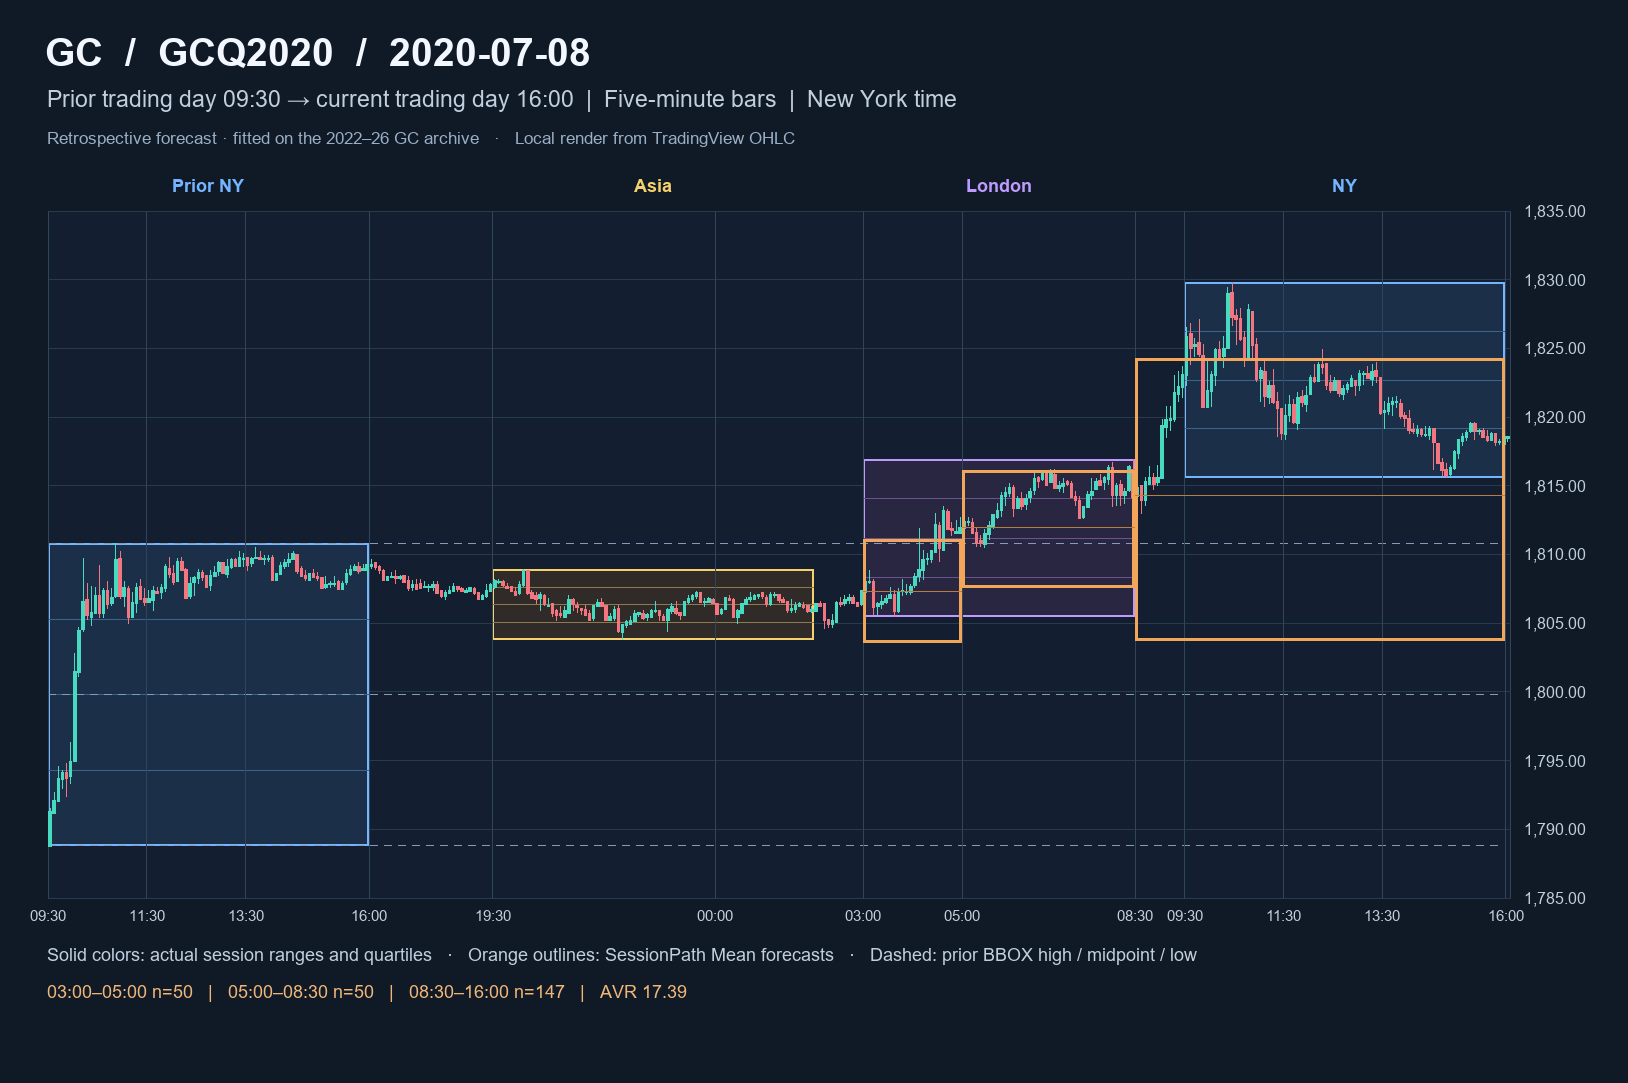 GC / GCQ2020 / 2020-07-08
Prior trading day 09:30 → current trading day 16:00 | Five-minute bars | New York time
Retrospective forecast · fitted on the 2022–26 GC archive · Local render from TradingView OHLC
Prior NY Asia London NY
1,835.00
1,830.00
1,825.00
1,820.00
1,815.00
1,810.00
1,805.00
1,800.00
1,795.00
1,790.00
1,785.00
09:30 11:30 13:30 16:00 19:30 00:00 03:00 05:00 08:30 09:30 11:30 13:30 16:00
Solid colors: actual session ranges and quartiles · Orange outlines: SessionPath Mean forecasts · Dashed: prior BBOX high / midpoint / low
03:00–05:00 n=50 | 05:00–08:30 n=50 | 08:30–16:00 n=147 | AVR 17.39